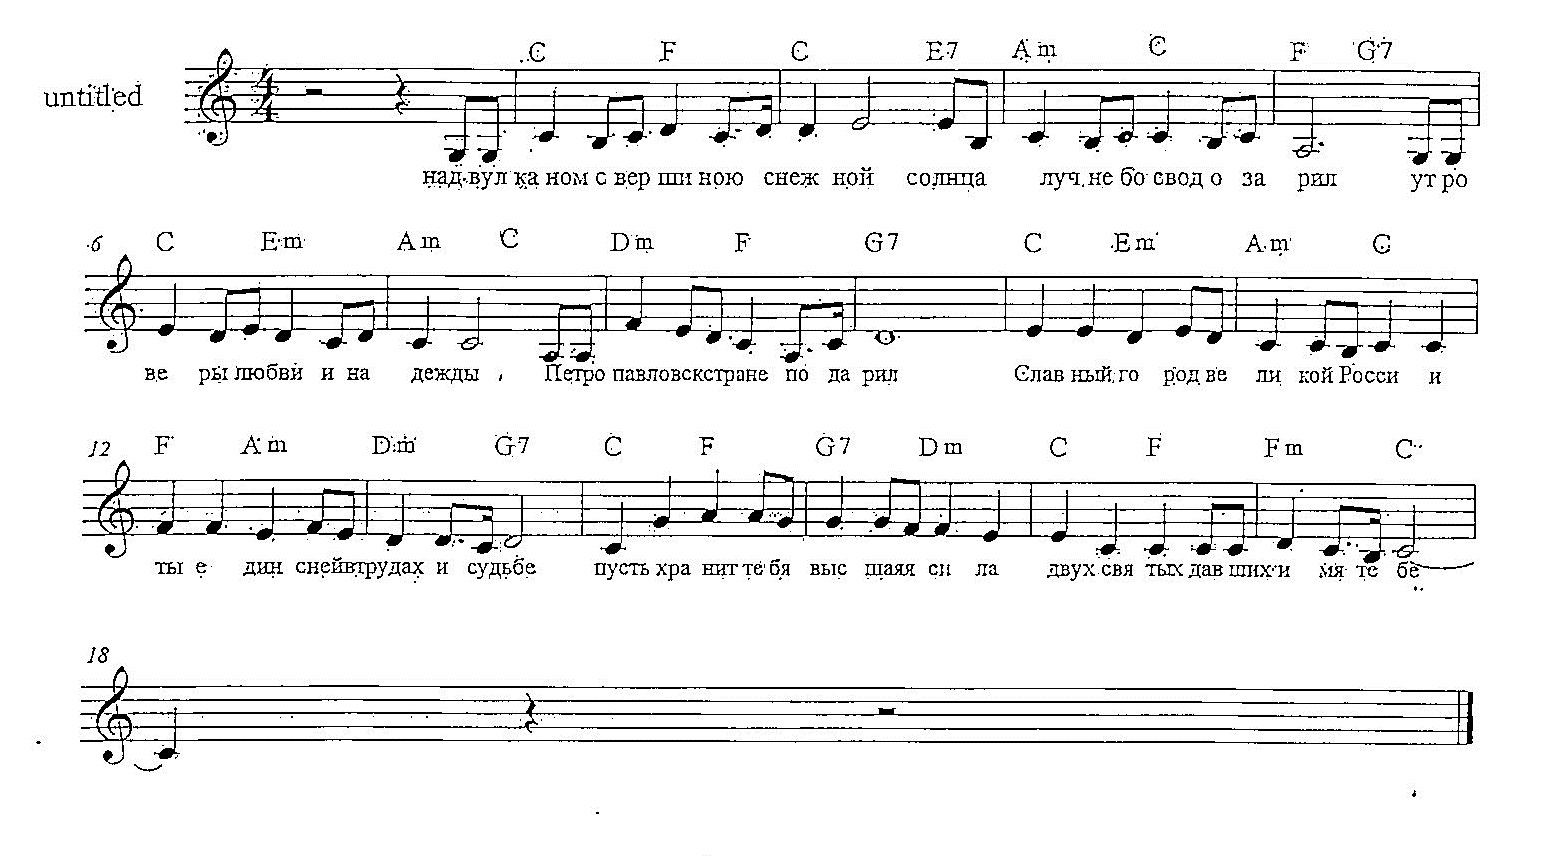 C F C E7 Am C F G7
untitled
над вул ка ном с вер ши ною снеж ной солнца луч не бо свод о за рил ут ро
6 C Em Am C Dm F G7 C Em Am C
ве ры любви и на дежды , Петро павловск стране по да рил Слав ный го род ве ли кой Росси и
12 F Am Dm G7 C F G7 Dm C F Fm C
ты е дин с ней в трудах и судьбе пусть хра нит те бя выс шаяя си ла двух свя тых дав ших и мя те бе
18